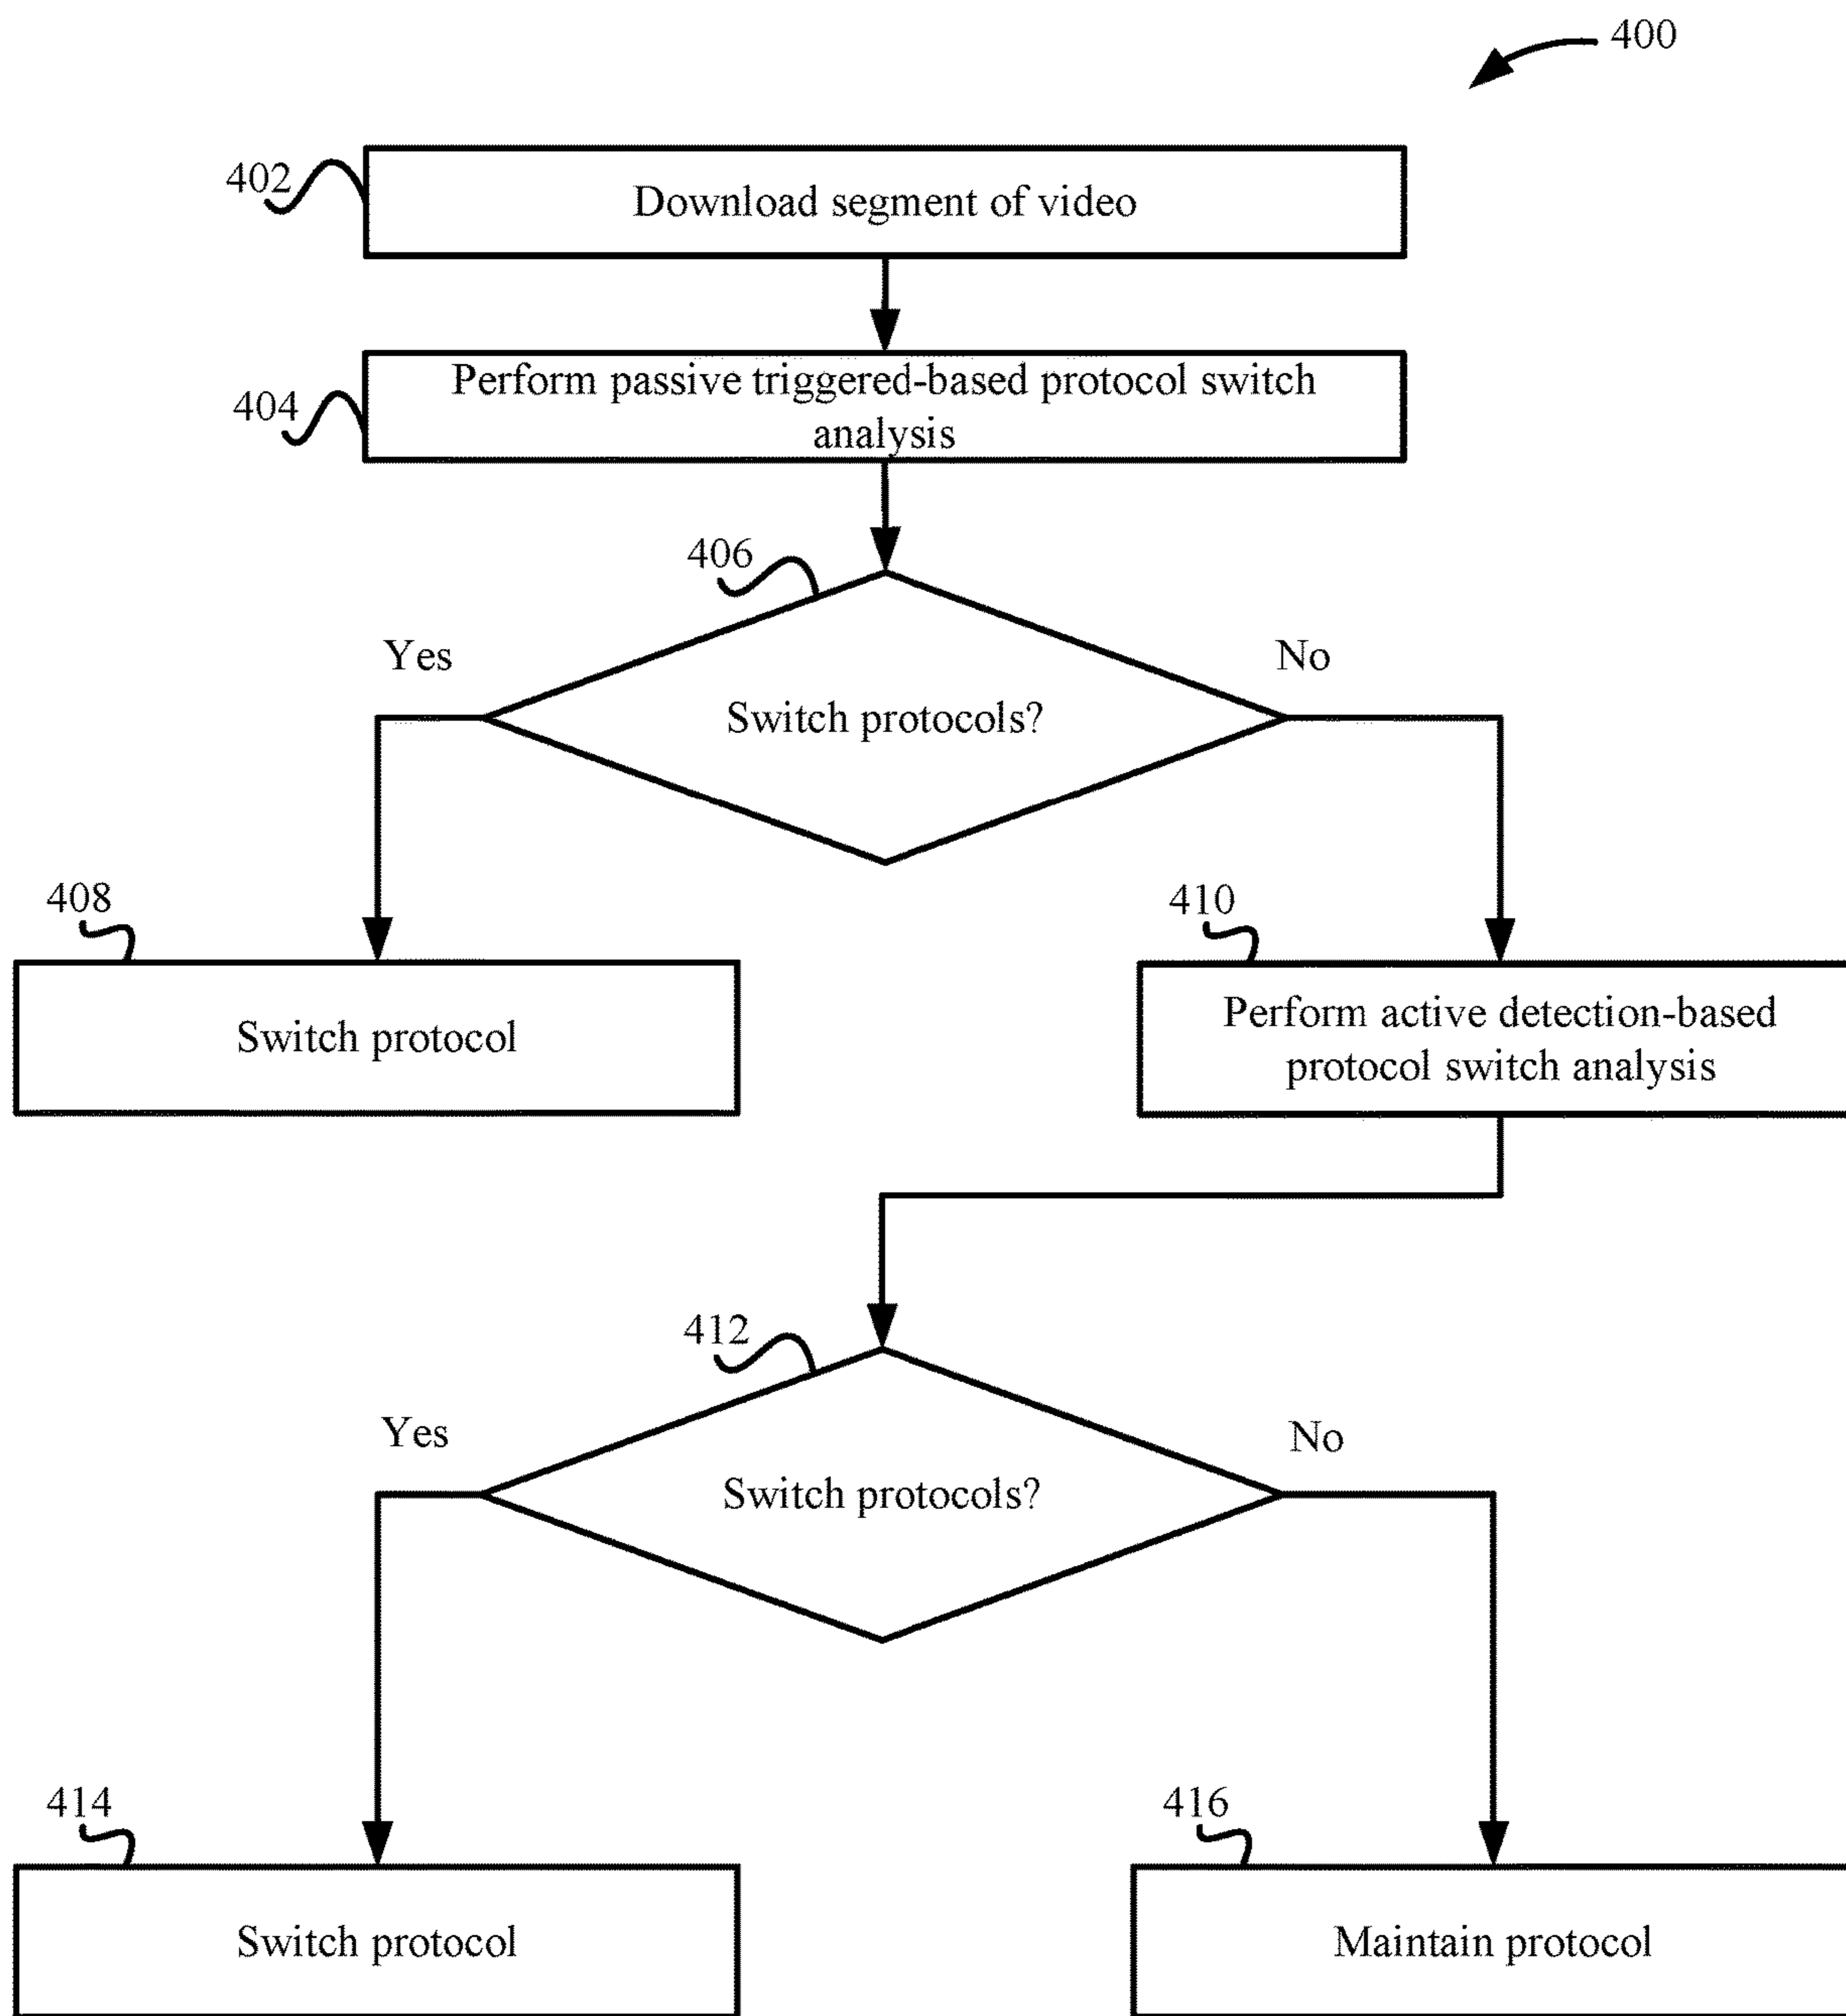 400
402
Download segment of video
404
Perform passive triggered-based protocol switch
analysis
406
Yes
No
Switch protocols?
408
410
Switch protocol
Perform active detection-based
protocol switch analysis
412
Yes
No
Switch protocols?
414
416
Switch protocol
Maintain protocol